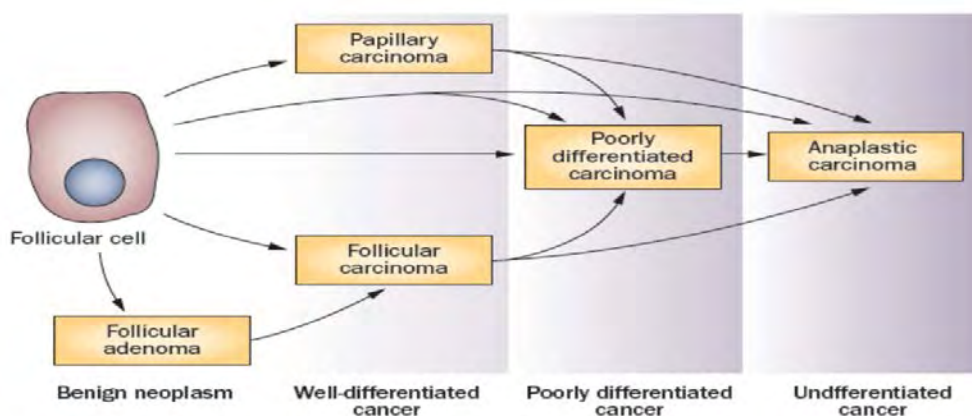 Papillary
carcinoma
Poorly
differentiated
carcinoma
Anaplastic
carcinoma
Follicular cell
Follicular
carcinoma
Follicular
adenoma
Benign neoplasm
Well-differentiated
cancer
Poorly differentiated
cancer
Undfferentiated
cancer